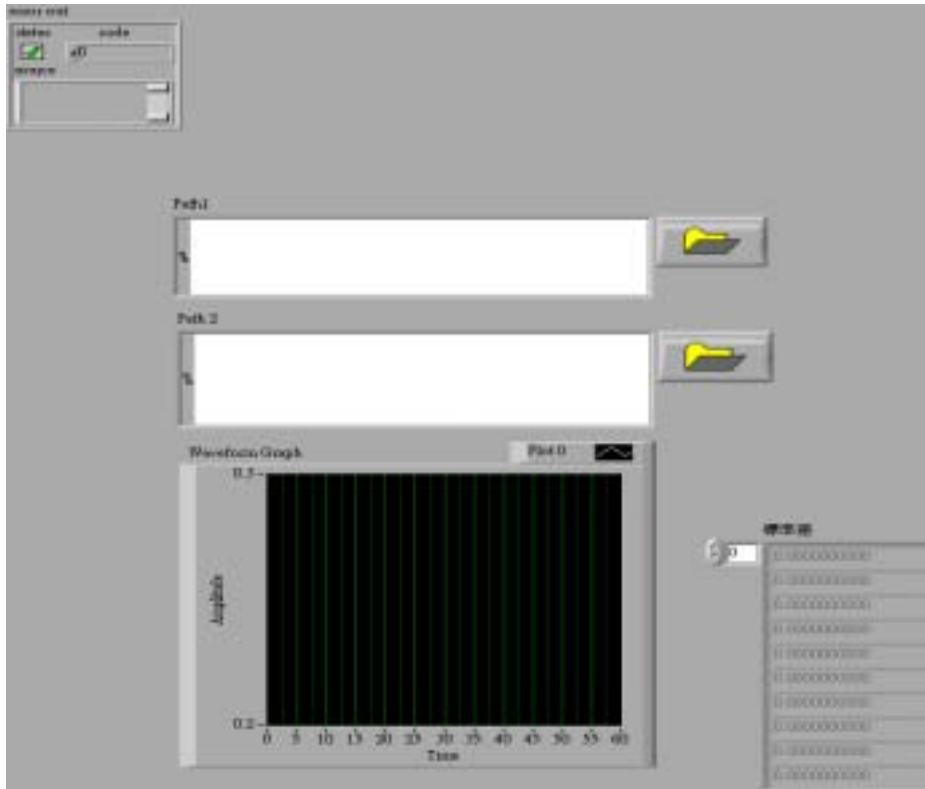 error out
status code
0
source
Path1
Path 2
Waveform Graph
Plot 0
0.3
Amplitude
0.2
0 5 10 15 20 25 30 35 40 45 50 55 60
Time
標準差
0
0.0000000000
0.0000000000
0.0000000000
0.0000000000
0.0000000000
0.0000000000
0.0000000000
0.0000000000
0.0000000000
0.0000000000